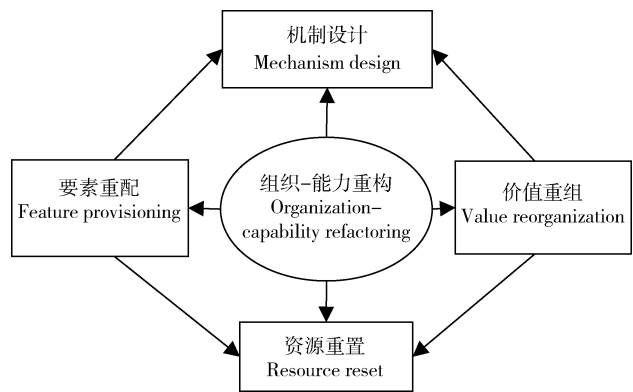 机制设计
Mechanism design
要素重配
Feature provisioning
组织-能力重构
Organization-
capability refactoring
价值重组
Value reorganization
资源重置
Resource reset